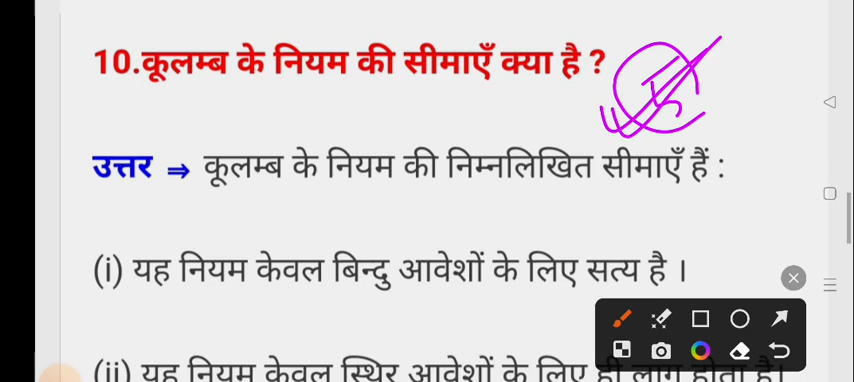 10.कूलम्ब के नियम की सीमाएँ क्या है ?
उत्तर ⇒ कूलम्ब के नियम की निम्नलिखित सीमाएँ हैं :
(i) यह नियम केवल बिन्दु आवेशों के लिए सत्य है ।
(ii) यह नियम केवल स्थिर आवेशों के लिए ही लागू होता है।